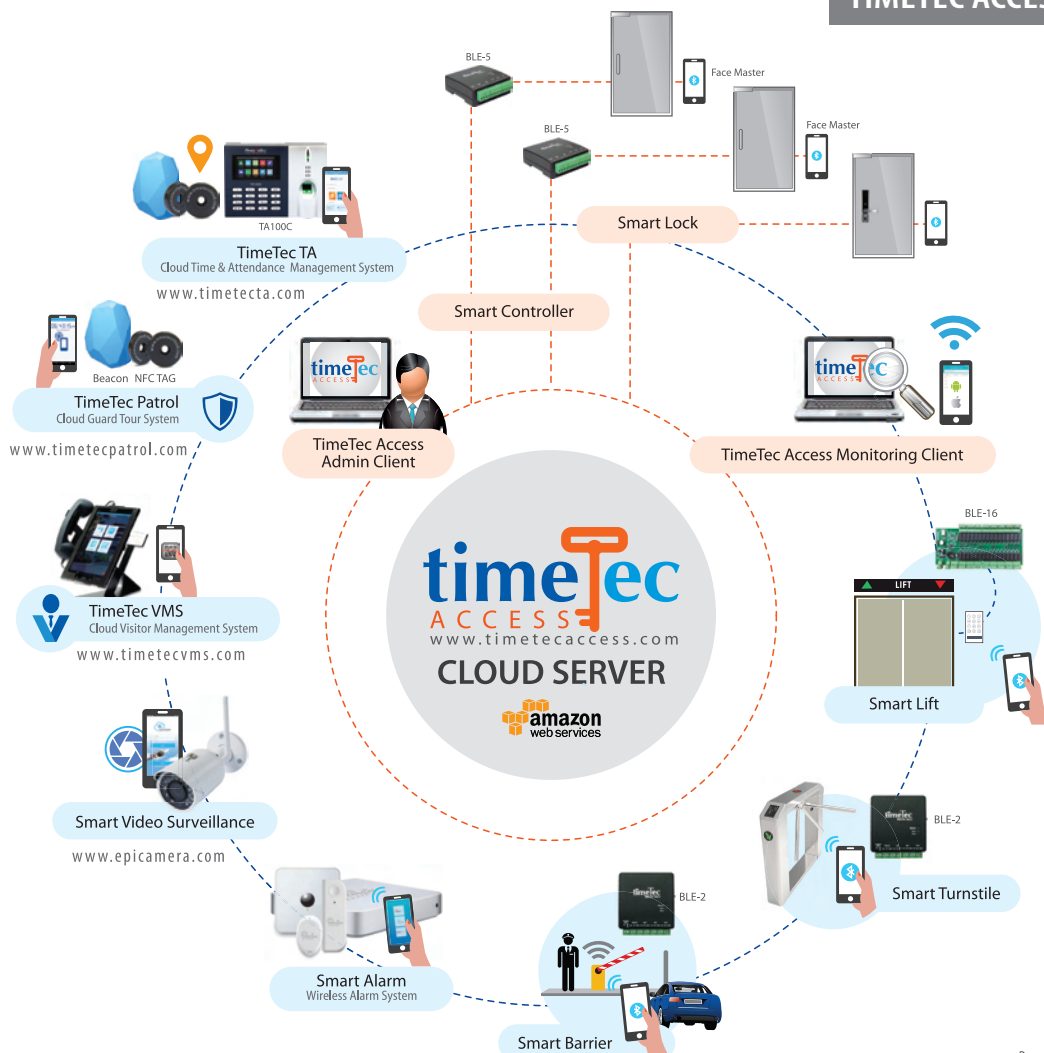 TIMETEC ACCES
BLE-5
Face Master
BLE-5
Face Master
TA100C
Smart Lock
TimeTec TA
Cloud Time & Attendance Management System
www.timetecta.com
Smart Controller
timeTec
ACCESS
timeTec
ACCESS
Beacon NFC TAG
TimeTec Patrol
Cloud Guard Tour System
www.timetecpatrol.com
TimeTec Access
Admin Client
TimeTec Access Monitoring Client
BLE-16
LIFT
timeTec
ACCESS
www.timetecaccess.com
CLOUD SERVER
amazon
web services
TimeTec VMS
Cloud Visitor Management System
www.timetecvms.com
Smart Lift
Smart Video Surveillance
www.epicamera.com
timeTec
BLE-2
Smart Turnstile
timeTec
BLE-2
Smart Alarm
Wireless Alarm System
Smart Barrier